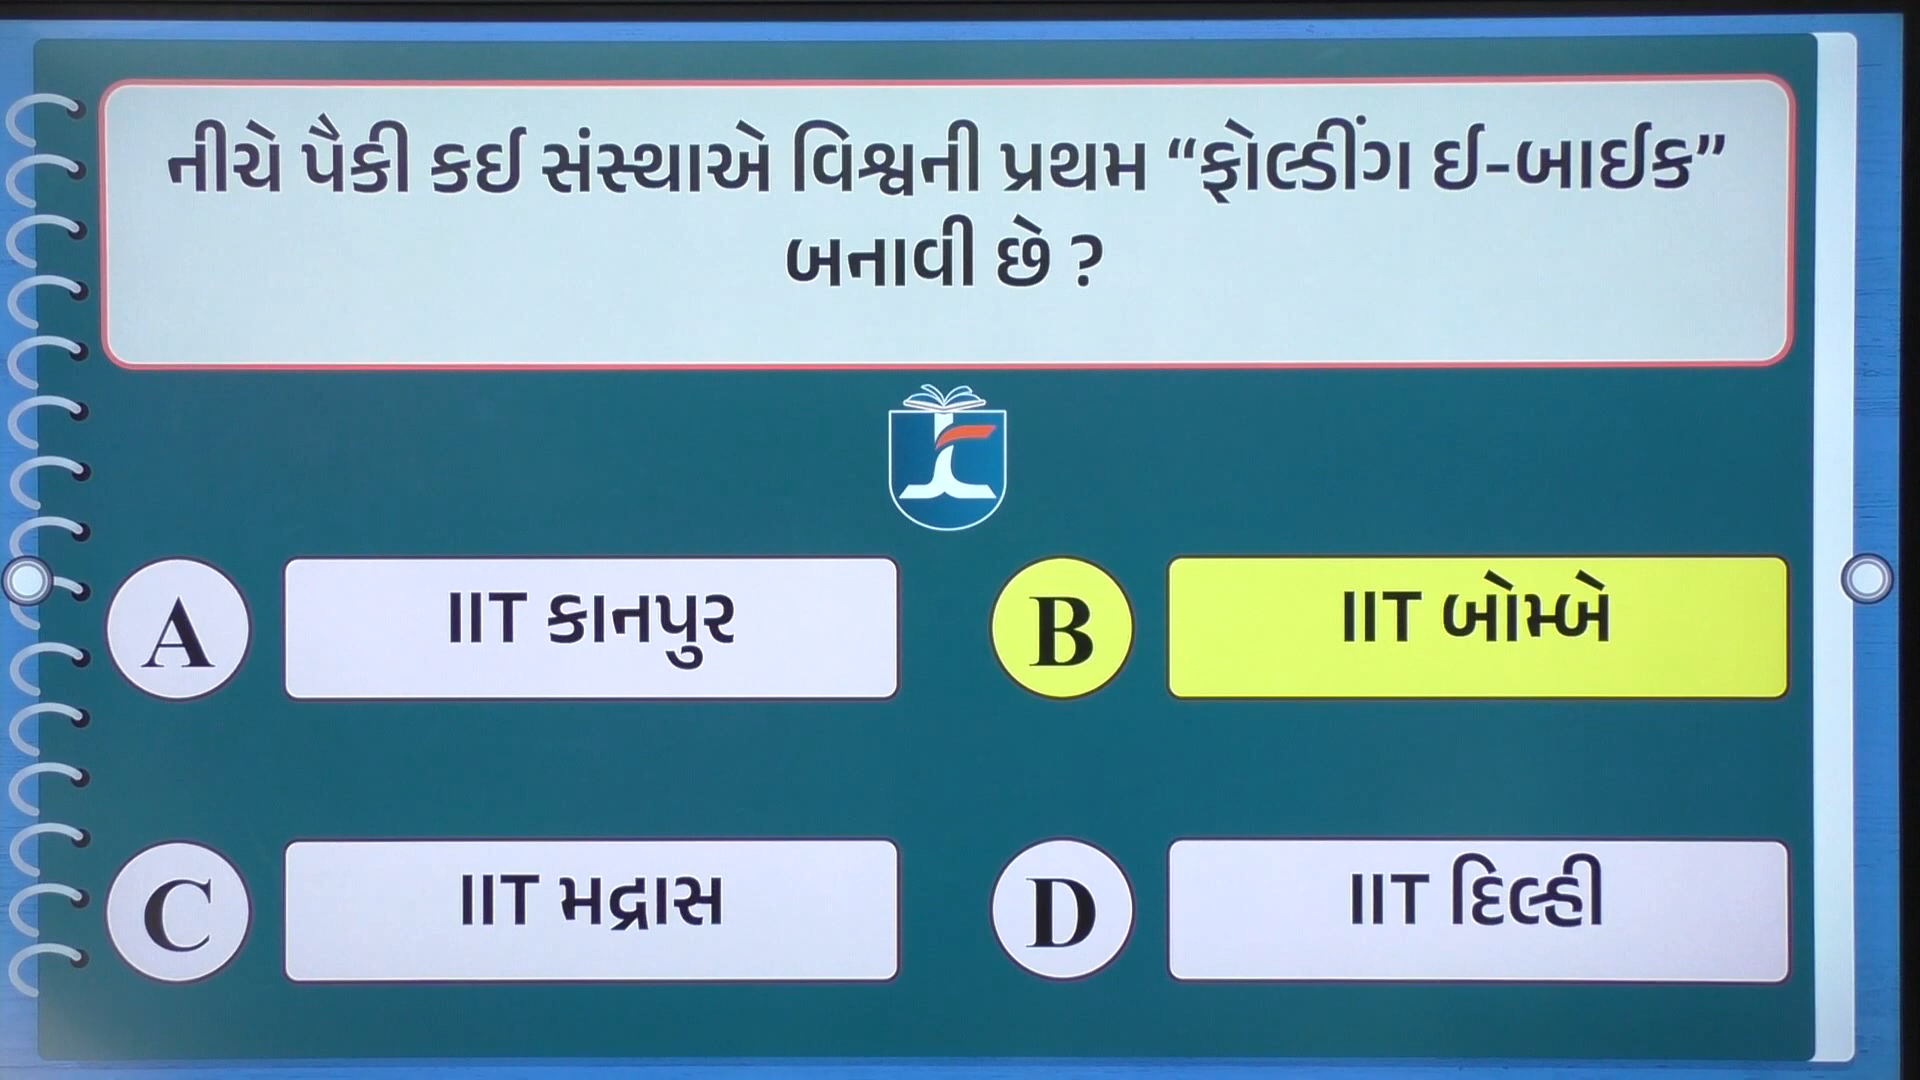 નીચે પૈકી કઈ સંસ્થાએ વિશ્વની પ્રથમ “ફોલ્ડીંગ ઈ-બાઈક”
બનાવી છે ?
A IIT કાનપુર
B IIT બોમ્બે
C IIT મદ્રાસ
D IIT દિલ્હી